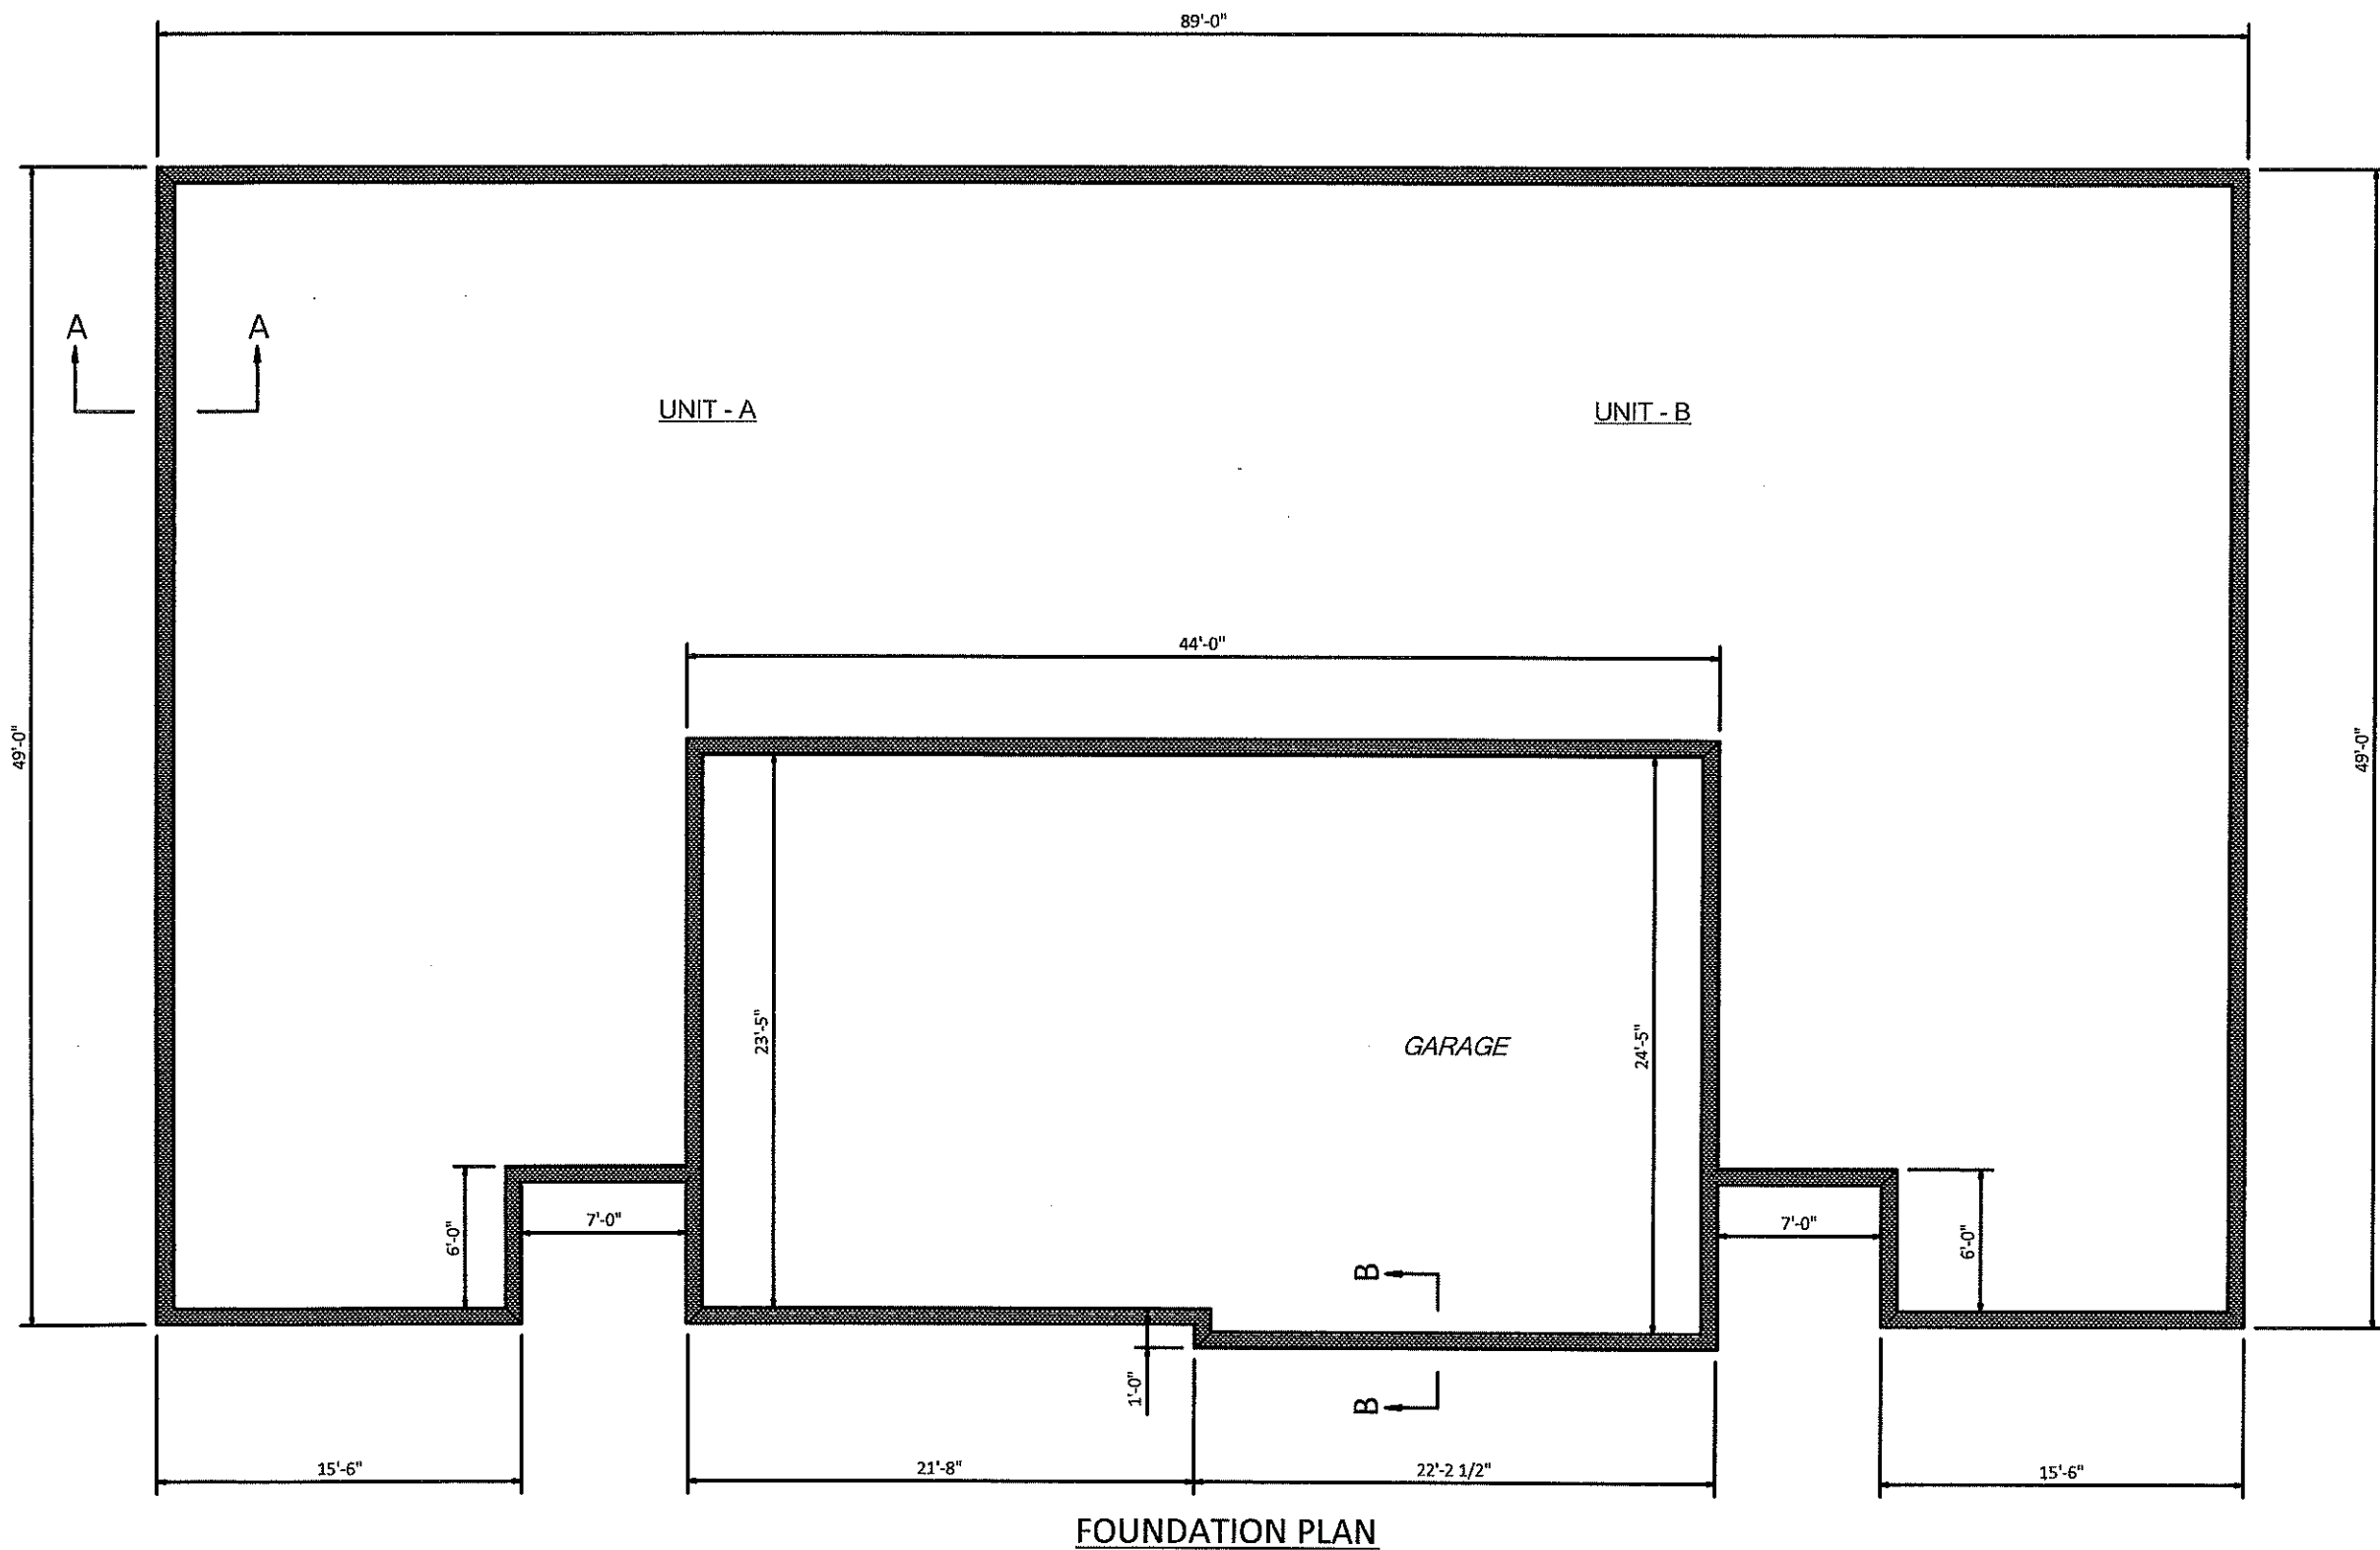 89'-0"
A A
UNIT - A UNIT - B
44'-0"
49'-0" 49'-0"
23'-5" GARAGE 24'-5"
6'-0" 7'-0" 7'-0" 6'-0"
B
1'-0" B
15'-6" 21'-8" 22'-2 1/2" 15'-6"
FOUNDATION PLAN